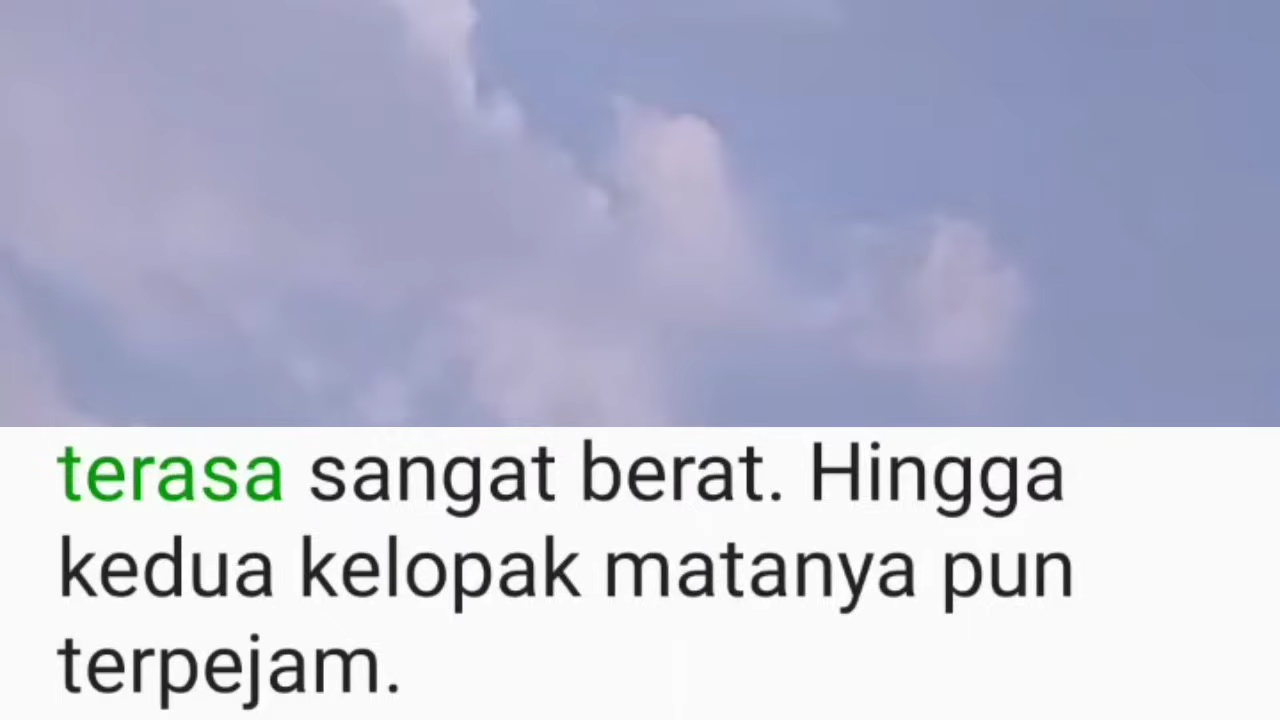 terasa sangat berat. Hingga
kedua kelopak matanya pun
terpejam.